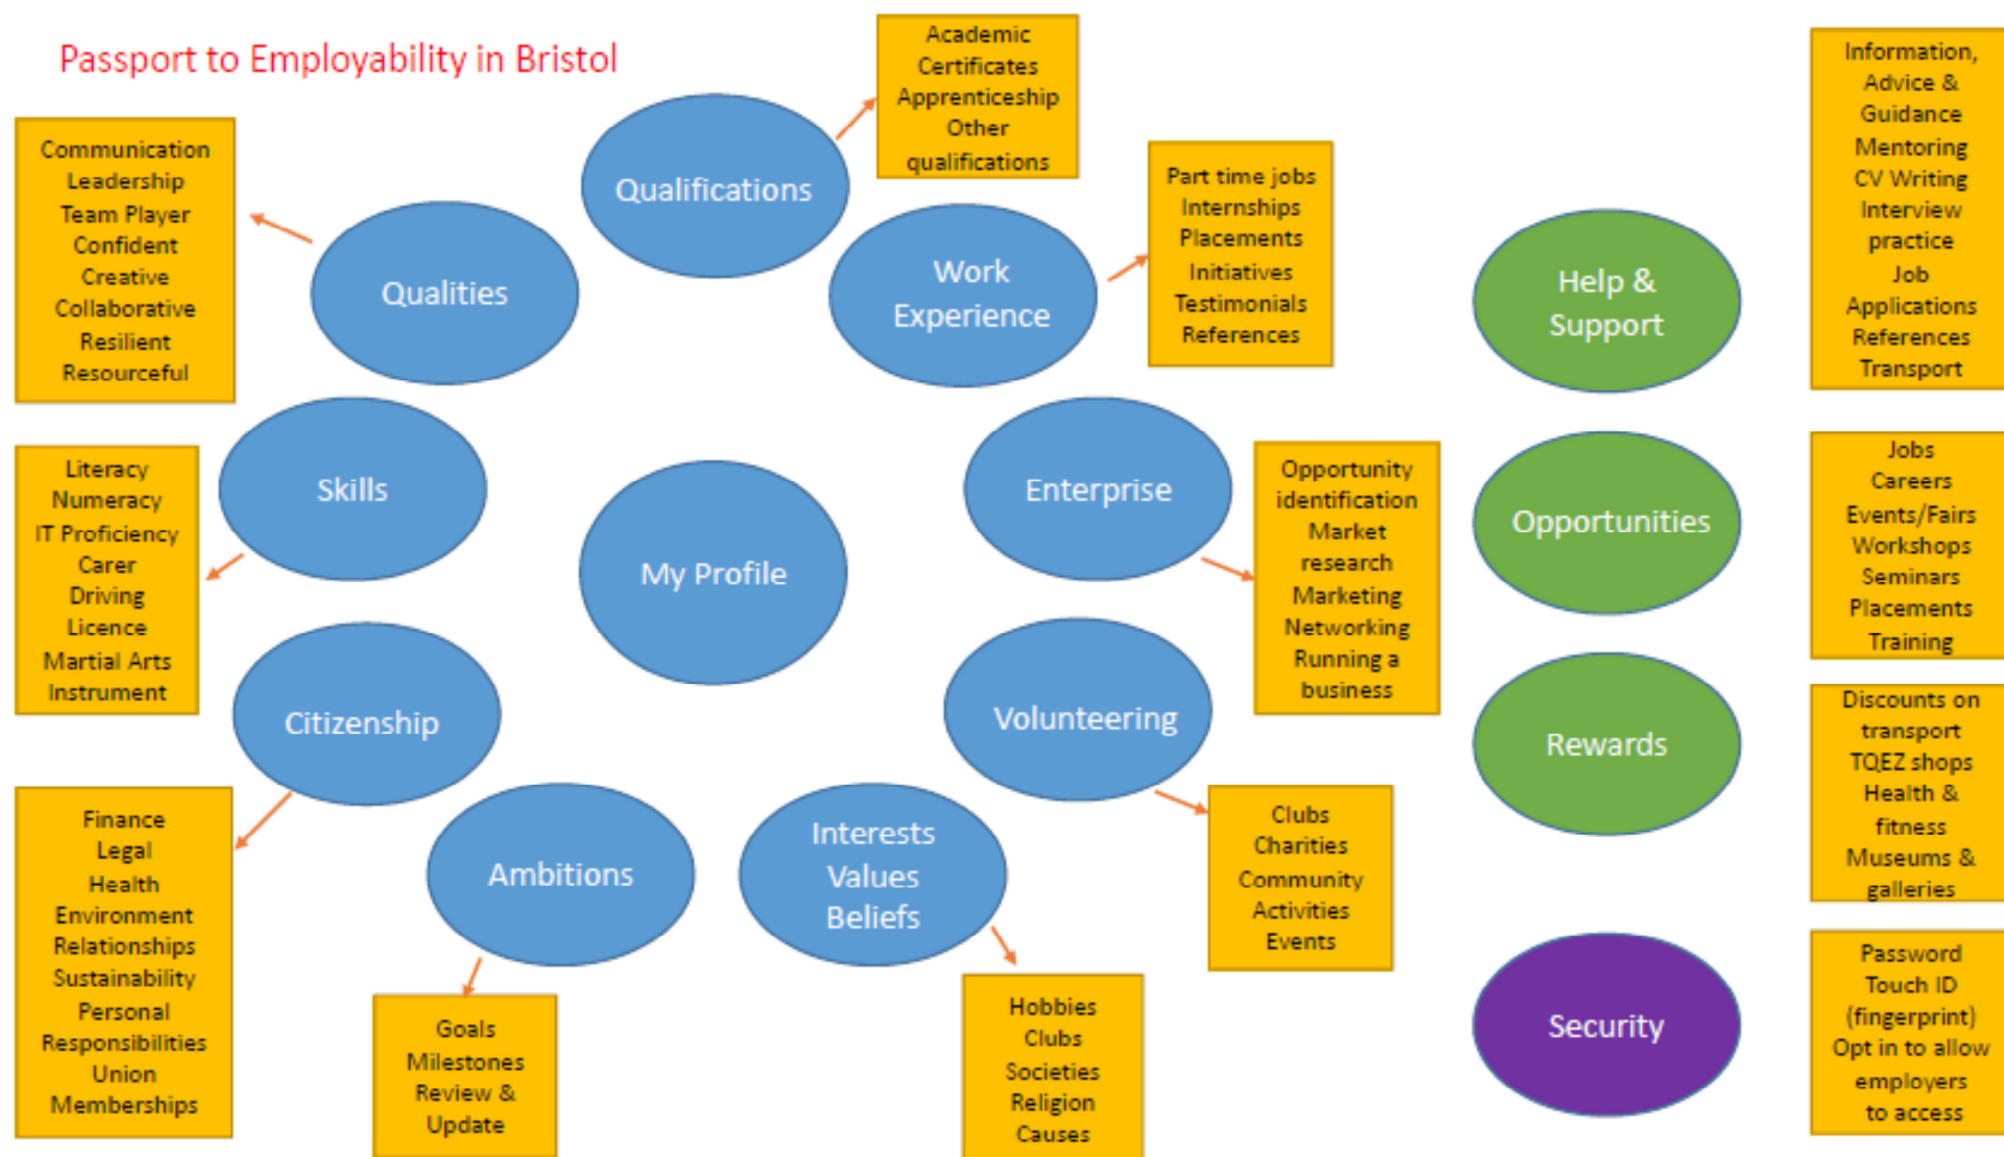 Passport to Employability in Bristol
Academic
Certificates
Apprenticeship
Other
qualifications
Qualifications
Communication
Leadership
Team Player
Confident
Creative
Collaborative
Resilient
Resourceful
Qualities
Work
Experience
Part time jobs
Internships
Placements
Initiatives
Testimonials
References
Help &
Support
Information,
Advice &
Guidance
Mentoring
CV Writing
Interview
practice
Job
Applications
References
Transport
Literacy
Numeracy
IT Proficiency
Carer
Driving
Licence
Martial Arts
Instrument
Skills
My Profile
Enterprise
Opportunity
identification
Market
research
Marketing
Networking
Running a
business
Opportunities
Jobs
Careers
Events/Fairs
Workshops
Seminars
Placements
Training
Citizenship
Volunteering
Rewards
Discounts on
transport
TQEZ shops
Health &
fitness
Museums &
galleries
Finance
Legal
Health
Environment
Relationships
Sustainability
Personal
Responsibilities
Union
Memberships
Ambitions
Interests
Values
Beliefs
Clubs
Charities
Community
Activities
Events
Goals
Milestones
Review &
Update
Hobbies
Clubs
Societies
Religion
Causes
Security
Password
Touch ID
(fingerprint)
Opt in to allow
employers
to access